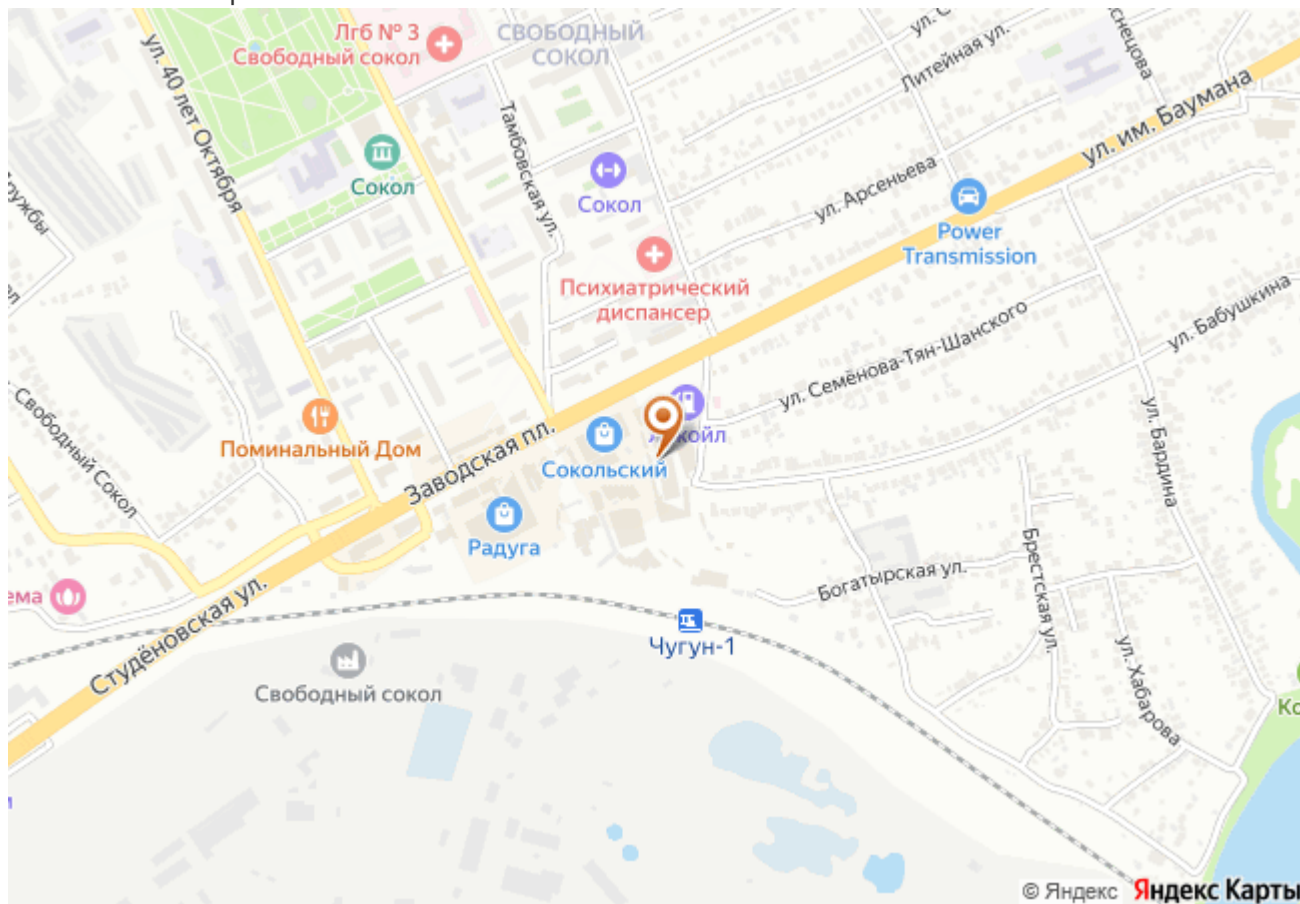 Лгб № 3
Свободный сокол
СВОБОДНЫЙ
СОКОЛ
Литейная ул.
ул. им. Баумана
ул. 40 лет Октября
Тамбовская ул.
Сокол
Сокол
ул. Арсеньева
Power
Transmission
Психиатрический
диспансер
ул. Семёнова-Тян-Шанского
ул. Бабушкина
ул. Бардина
Свободный Сокол
Поминальный Дом
Заводская пл.
Сокольский
Радуга
Студёновская ул.
Богатырская ул.
Брестская ул.
ул. Хабарова
Чугун-1
Свободный сокол
© Яндекс Яндекс Карты